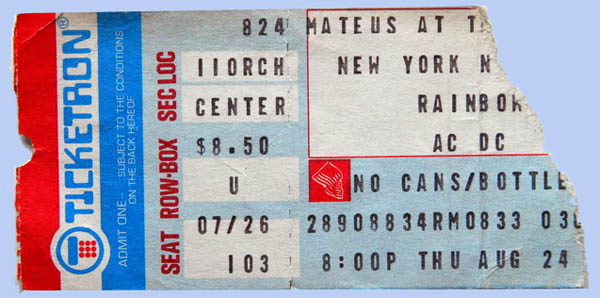 TICKETRON
ADMIT ONE— SUBJECT TO THE CONDITIONS
ON THE BACK HEREOF
SEAT ROW-BOX SEC LOC
824
11ORCH
CENTER
$8.50
U
07/26
103
MATEUS AT
NEW YORK N
RAINBO
AC DC
NO CANS/BOTTLE
28908834RM0833 030
8:00P THU AUG 24